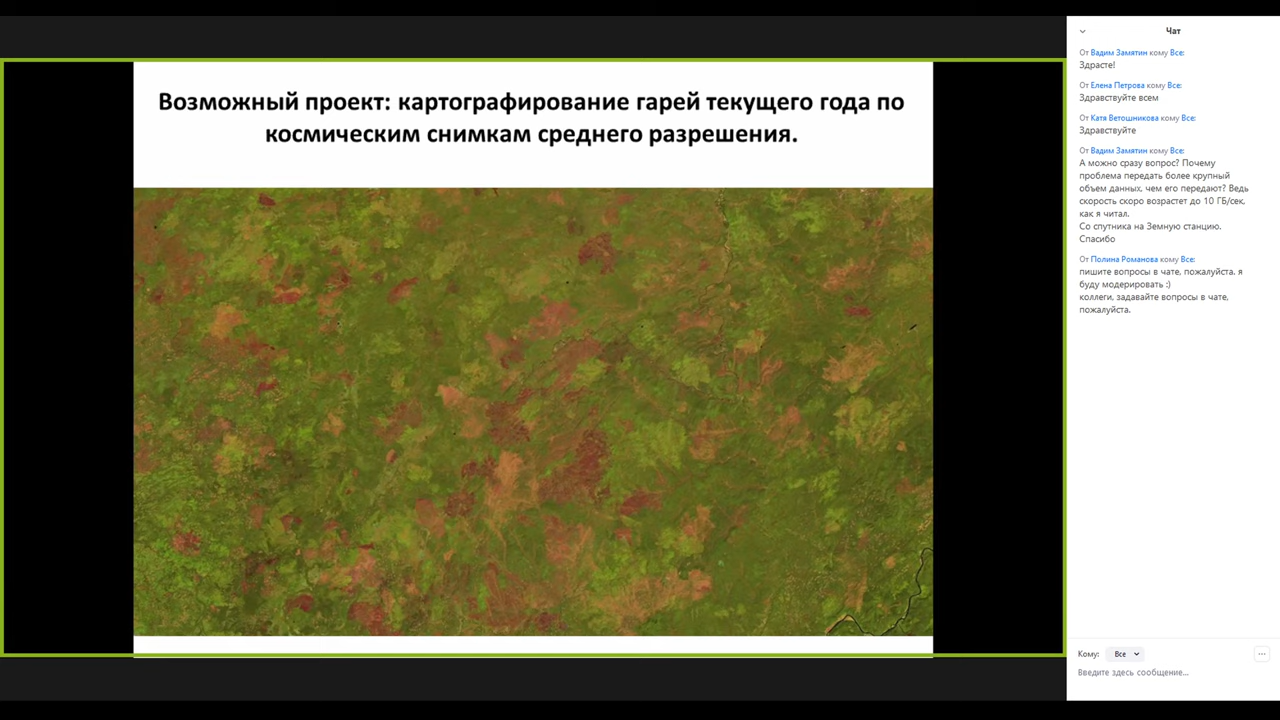 Возможный проект: картографирование гарей текущего года по
космическим снимкам среднего разрешения.
Чат
От Вадим Замятин кому Все:
Здрасте!
От Елена Петрова кому Все:
Здравствуйте всем
От Катя Ветошникова кому Все:
Здравствуйте
От Вадим Замятин кому Все:
А можно сразу вопрос? Почему
проблема передать более крупный
объем данных, чем его передают? Ведь
скорость скоро возрастет до 10 ГБ/сек,
как я читал.
Со спутника на Земную станцию.
Спасибо
От Полина Романова кому Все:
пишите вопросы в чате, пожалуйста. я
буду модерировать :)
коллеги, задавайте вопросы в чате,
пожалуйста.
Кому: Все
Введите здесь сообщение...